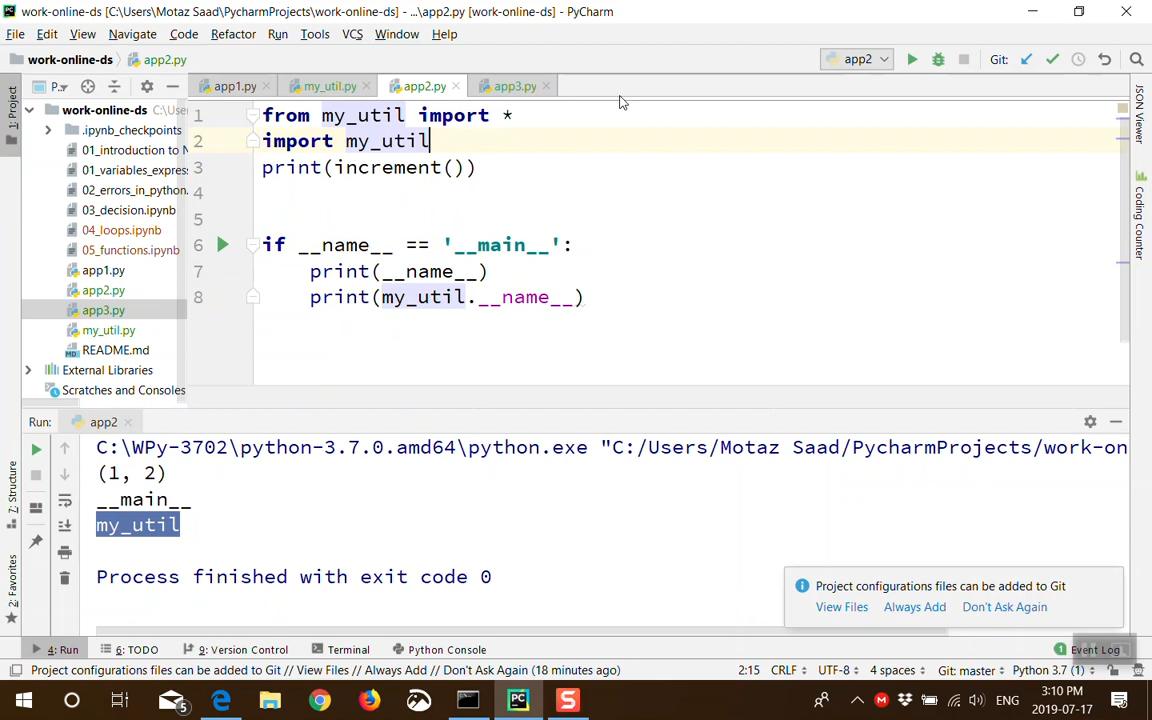 work-online-ds [C:\Users\Motaz Saad\PycharmProjects\work-online-ds] - ...\app2.py [work-online-ds] - PyCharm
File Edit View Navigate Code Refactor Run Tools VCS Window Help
work-online-ds app2.py
app2
Git:
1: Project
P..
app1.py
my_util.py
app2.py
app3.py
work-online-ds C:\Use
.ipynb_checkpoints
01_introduction to N
01_variables_expres
02_errors_in_python.
03_decision.ipynb
04_loops.ipynb
05_functions.ipynb
app1.py
app2.py
app3.py
my_util.py
README.md
External Libraries
Scratches and Consoles
1 from my_util import *
2 import my_util
3 print(increment())
4
5
6 if __name__ == '__main__':
7 print(__name__)
8 print(my_util.__name__)
JSON Viewer
Coding Counter
Run: app2
C:\WPy-3702\python-3.7.0.amd64\python.exe "C:/Users/Motaz Saad/PycharmProjects/work-on
(1, 2)
__main__
my_util
Process finished with exit code 0
7: Structure
2: Favorites
Project configurations files can be added to Git
View Files Always Add Don't Ask Again
4: Run 6: TODO 9: Version Control Terminal Python Console
1 Event Log
Project configurations files can be added to Git // View Files // Always Add // Don't Ask Again (18 minutes ago)
2:15 CRLF UTF-8 4 spaces Git: master Python 3.7 (1)
5
PC
S
ENG
3:10 PM
2019-07-17